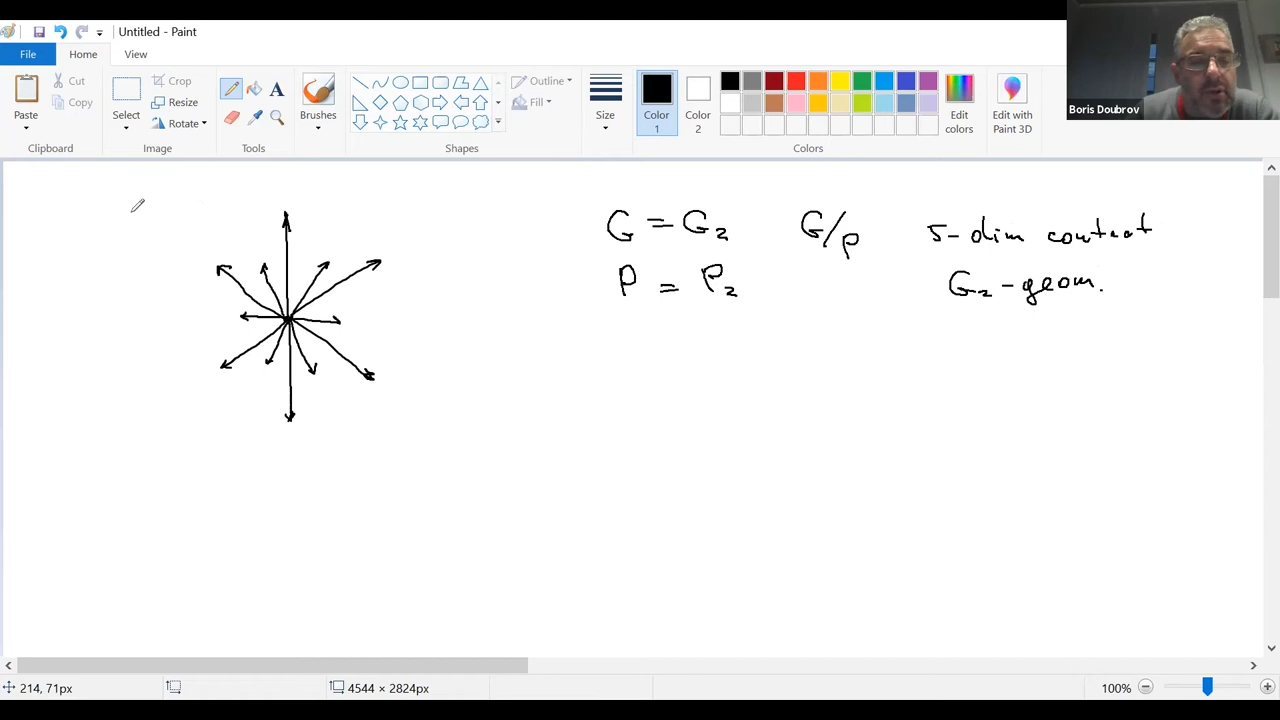 Untitled - Paint
File
Home
View
Paste
Cut
Copy
Clipboard
Select
Crop
Resize
Rotate
Image
A
Tools
Brushes
Shapes
Outline
Fill
Size
Color 1
Color 2
Edit colors
Edit with Paint 3D
Colors
Boris Doubrov
G = G₂ G/P 5-dim contact
P = P₂ G₂-geom.
214, 71px
4544 × 2824px
100%